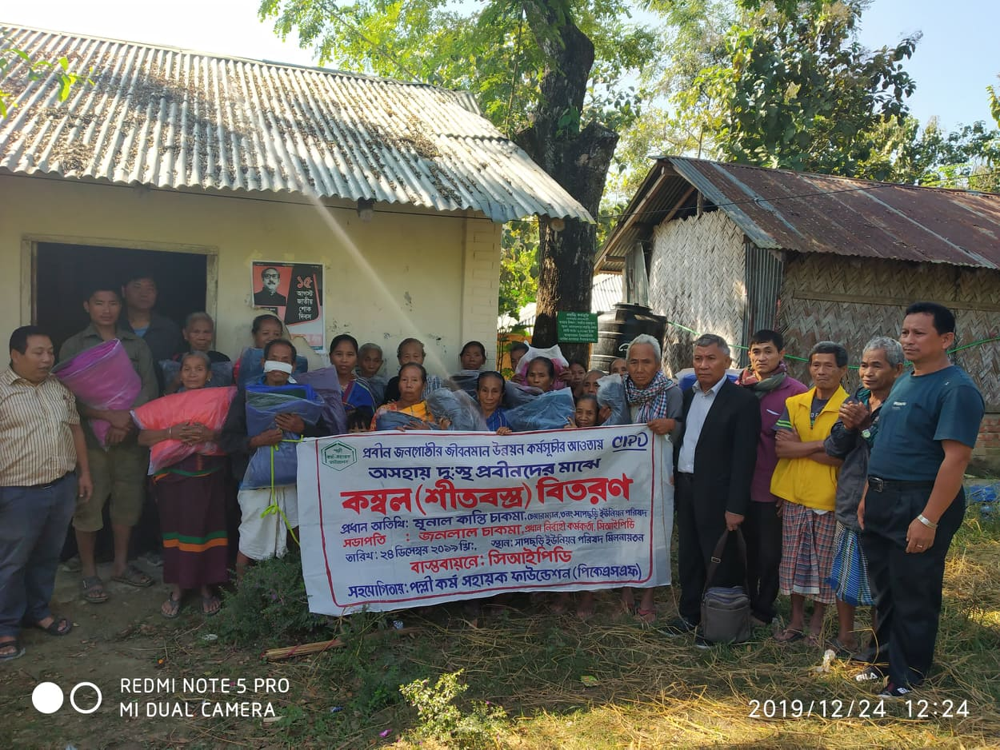 ১৫
আগস্ট
জাতীয়
শোক
দিবস
প্রবীন জনগোষ্ঠীর জীবনমান উন্নয়ন কর্মসূচীর আওতায়
CIPD
অসহায় দু:স্থ প্রবীনদের মাঝে
কম্বল (শীতবস্ত্র) বিতরণ
প্রধান অতিথি: মৃনাল কান্তি চাকমা, চেয়ারম্যান, ৩নং সাপছড়ি ইউনিয়ন পরিষদ
সভাপতি : জনলাল চাকমা, প্রধান নির্বাহী কর্মকর্তা, সিআইপিডি
তারিখ: ২৪ ডিসেম্বর ২০১৯ খ্রি:, স্থান: সাপছড়ি ইউনিয়ন পরিষদ মিলনায়তন
বাস্তবায়নে: সিআইপিডি
সহযোগিতায়: পল্লী কর্ম সহায়ক ফাউন্ডেশন (পিকেএসএফ)
REDMI NOTE 5 PRO
MI DUAL CAMERA
2019/12/24 12:24
FILA